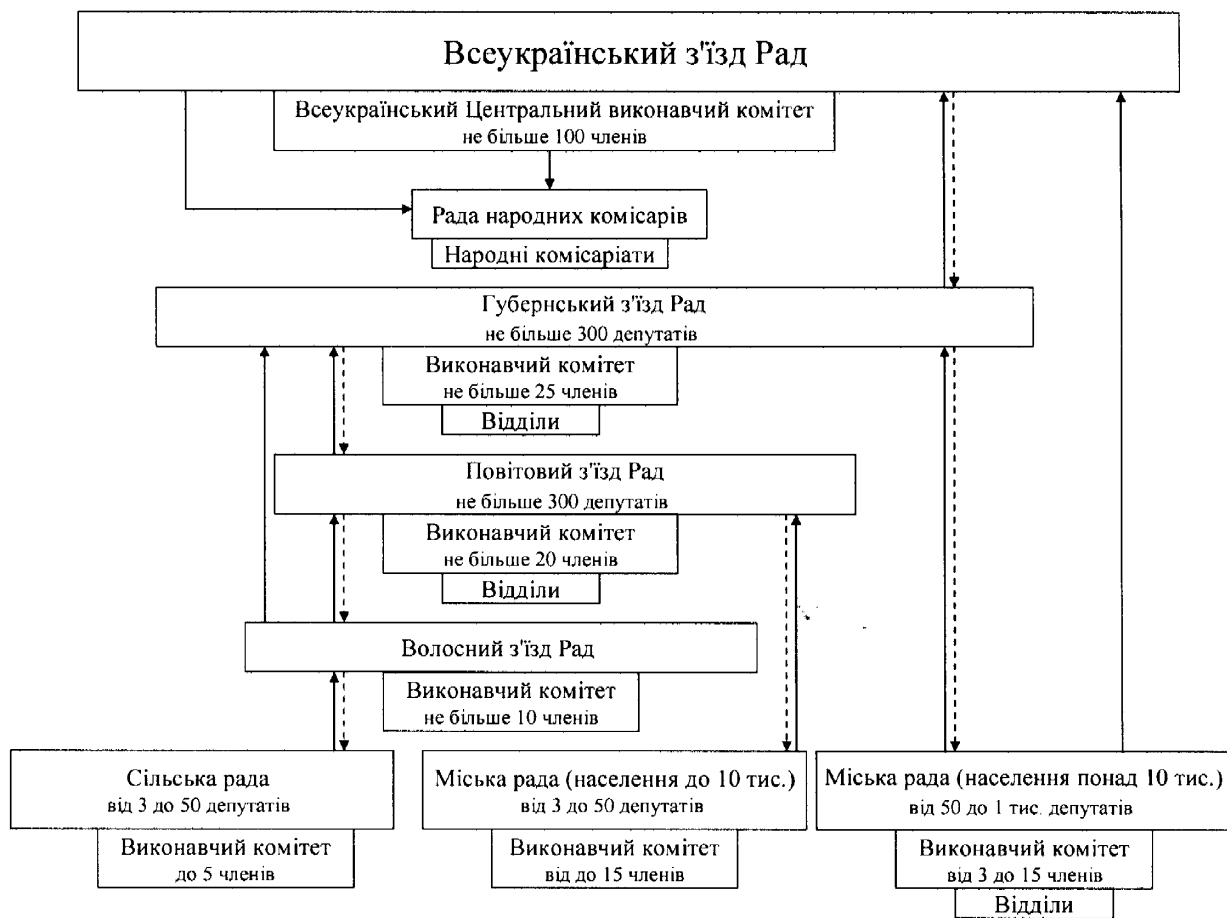 Всеукраїнський з'їзд Рад
Всеукраїнський Центральний виконавчий комітет
не більше 100 членів
Рада народних комісарів
Народні комісаріати
Губернський з'їзд Рад
не більше 300 депутатів
Виконавчий комітет
не більше 25 членів
Відділи
Повітовий з'їзд Рад
не більше 300 депутатів
Виконавчий комітет
не більше 20 членів
Відділи
Волосний з'їзд Рад
Виконавчий комітет
не більше 10 членів
Сільська рада
від 3 до 50 депутатів
Виконавчий комітет
до 5 членів
Міська рада (населення до 10 тис.)
від 3 до 50 депутатів
Виконавчий комітет
від до 15 членів
Міська рада (населення понад 10 тис.)
від 50 до 1 тис. депутатів
Виконавчий комітет
від 3 до 15 членів
Відділи